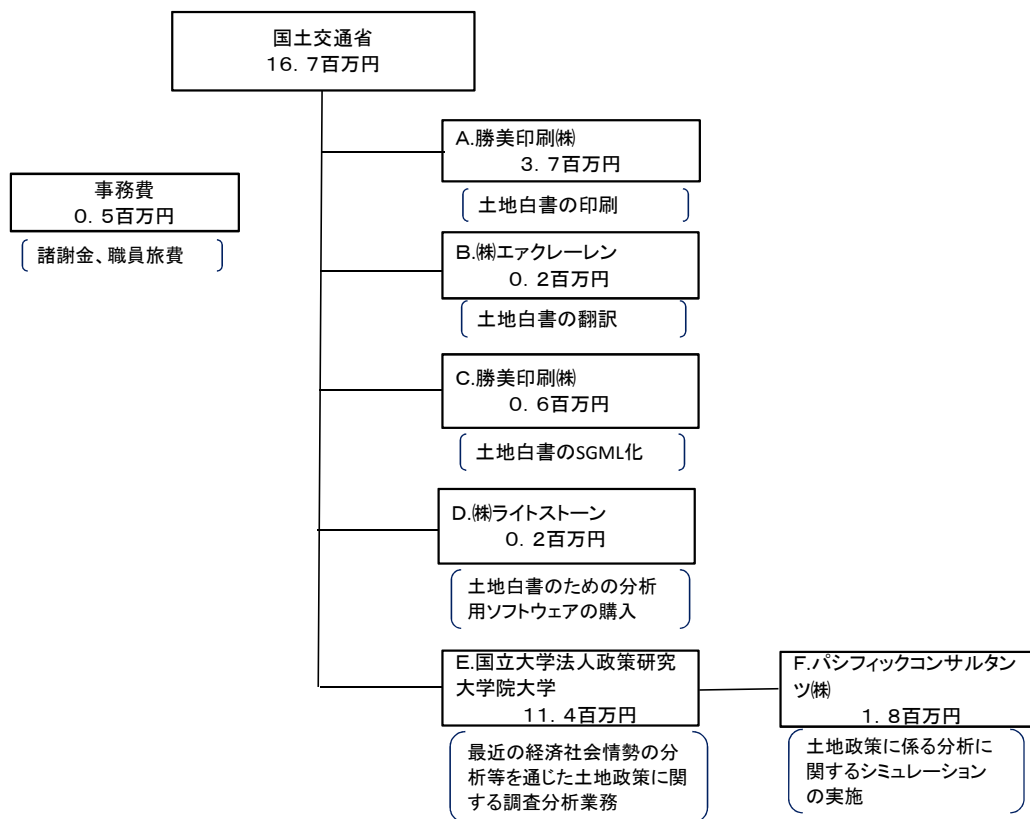 国土交通省
16．7百万円
A.勝美印刷㈱
3．7百万円
土地白書の印刷
事務費
0．5百万円
諸謝金、職員旅費
B.㈱エァクレーレン
0．2百万円
土地白書の翻訳
C.勝美印刷㈱
0．6百万円
土地白書のSGML化
D.㈱ライトストーン
0．2百万円
土地白書のための分析
用ソフトウェアの購入
E.国立大学法人政策研究
大学院大学
11．4百万円
最近の経済社会情勢の分
析等を通じた土地政策に関
する調査分析業務
F.パシフィックコンサルタン
ツ㈱
1．8百万円
土地政策に係る分析に
関するシミュレーション
の実施